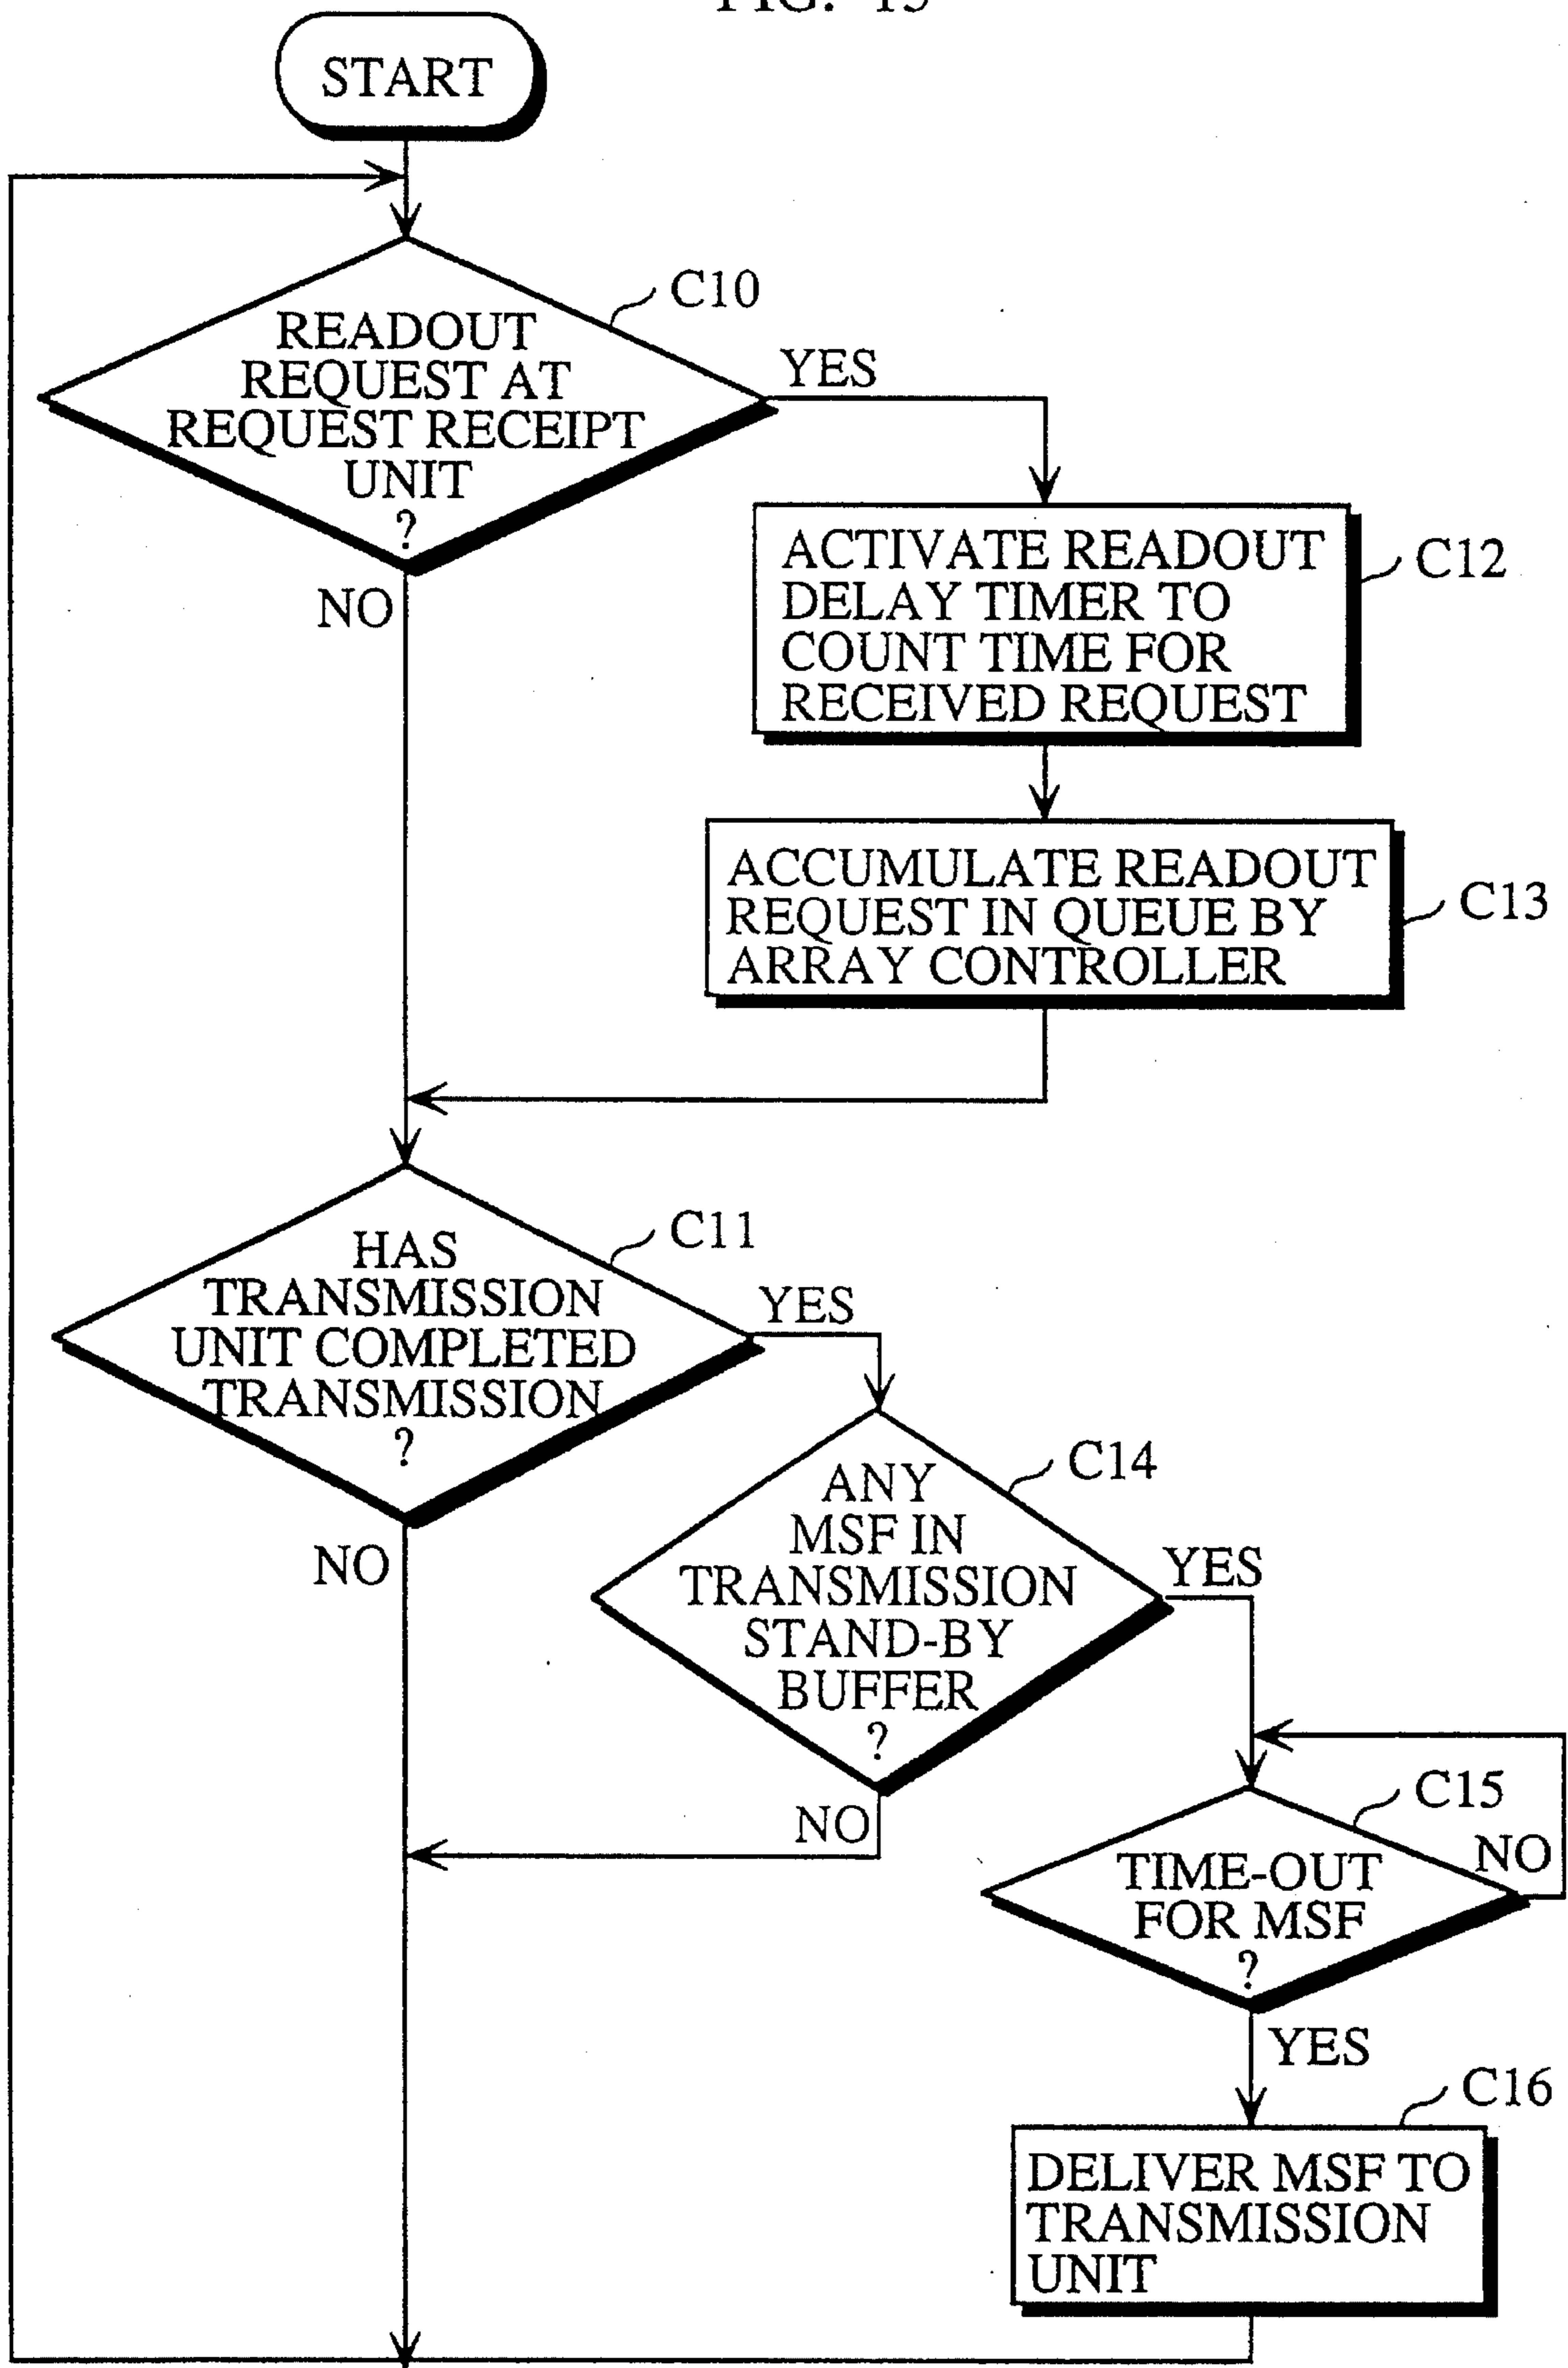 START
C10
READOUT
REQUEST AT
REQUEST RECEIPT
UNIT
?
YES
NO
ACTIVATE READOUT
DELAY TIMER TO
COUNT TIME FOR
RECEIVED REQUEST
C12
ACCUMULATE READOUT
REQUEST IN QUEUE BY
ARRAY CONTROLLER
C13
C11
HAS
TRANSMISSION
UNIT COMPLETED
TRANSMISSION
?
YES
NO
C14
ANY
MSF IN
TRANSMISSION
STAND-BY
BUFFER
?
YES
NO
C15
TIME-OUT
FOR MSF
?
NO
YES
C16
DELIVER MSF TO
TRANSMISSION
UNIT